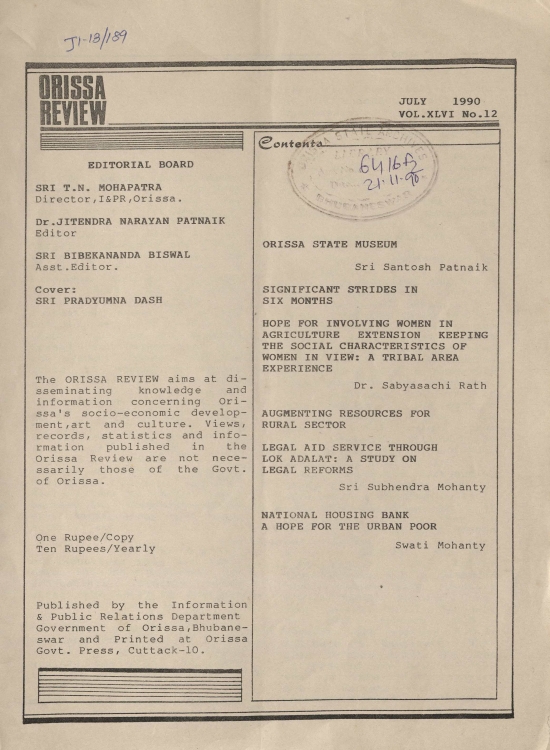 J1-18/189
ORISSA
REVIEW
JULY 1990
VOL.XLVI No.12
EDITORIAL BOARD
SRI T.N. MOHAPATRA
Director,I&PR,Orissa.
Dr.JITENDRA NARAYAN PATNAIK
Editor
SRI BIBEKANANDA BISWAL
Asst.Editor.
Cover:
SRI PRADYUMNA DASH
The ORISSA REVIEW aims at di-
sseminating knowledge and
information concerning Ori-
ssa's socio-economic develop-
ment,art and culture. Views,
records, statistics and info-
rmation published in the
Orissa Review are not nece-
ssarily those of the Govt.
of Orissa.
One Rupee/Copy
Ten Rupees/Yearly
Published by the Information
& Public Relations Department
Government of Orissa,Bhubane-
swar and Printed at Orissa
Govt. Press, Cuttack-10.
Contents
ORISSA STATE ARCHIVES
LIBRARY
BHUBANESWAR
21-11-90
ORISSA STATE MUSEUM
Sri Santosh Patnaik
SIGNIFICANT STRIDES IN
SIX MONTHS
HOPE FOR INVOLVING WOMEN IN
AGRICULTURE EXTENSION KEEPING
THE SOCIAL CHARACTERISTICS OF
WOMEN IN VIEW: A TRIBAL AREA
EXPERIENCE
Dr. Sabyasachi Rath
AUGMENTING RESOURCES FOR
RURAL SECTOR
LEGAL AID SERVICE THROUGH
LOK ADALAT: A STUDY ON
LEGAL REFORMS
Sri Subhendra Mohanty
NATIONAL HOUSING BANK
A HOPE FOR THE URBAN POOR
Swati Mohanty